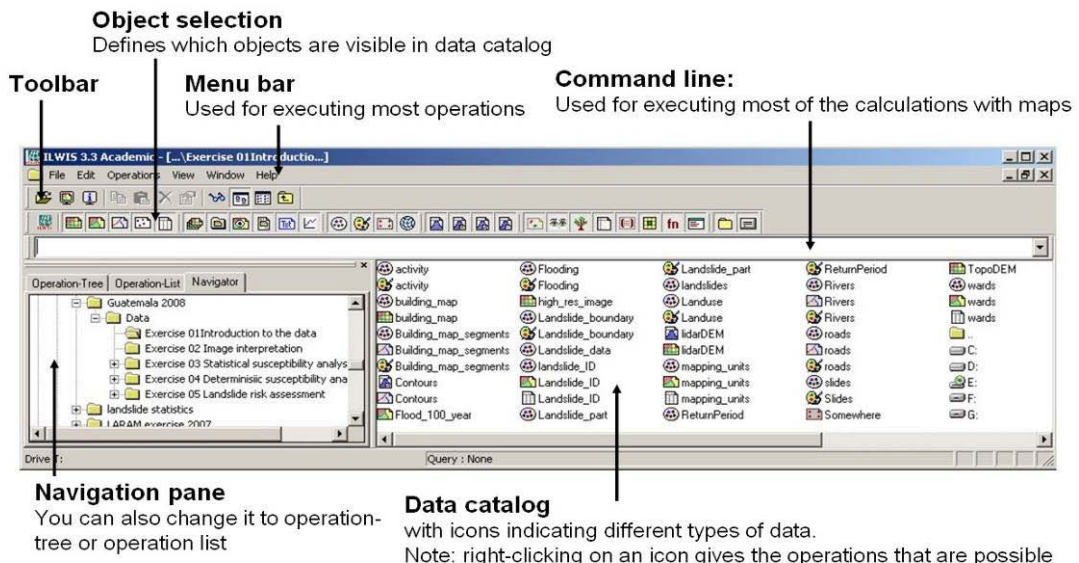 Object selection
Defines which objects are visible in data catalog
Toolbar
Menu bar
Used for executing most operations
Command line:
Used for executing most of the calculations with maps
ILWIS 3.3 Academic - [...\Exercise 01Introductio...]
File Edit Operations View Window Help
Operation-Tree Operation-List Navigator
Guatemala 2008
Data
Exercise 01Introduction to the data
Exercise 02 Image interpretation
Exercise 03 Statistical susceptibility analys
Exercise 04 Determinisiic susceptibility ana
Exercise 05 Landslide risk assessment
landslide statistics
LARAM exercise 2007
activity
activity
building_map
building_map
Building_map_segments
Building_map_segments
Building_map_segments
Contours
Contours
Flood_100_year
Flooding
Flooding
high_res_image
Landslide_boundary
Landslide_boundary
Landslide_data
landslide_ID
Landslide_ID
Landslide_ID
Landslide_part
Landslide_part
landslides
Landuse
Landuse
lidarDEM
lidarDEM
mapping_units
mapping_units
mapping_units
ReturnPeriod
ReturnPeriod
Rivers
Rivers
Rivers
roads
roads
roads
slides
Slides
Somewhere
TopoDEM
wards
wards
wards
..
C:
D:
E:
F:
G:
Drive T:
Query : None
Navigation pane
You can also change it to operation-
tree or operation list
Data catalog
with icons indicating different types of data.
Note: right-clicking on an icon gives the operations that are possible